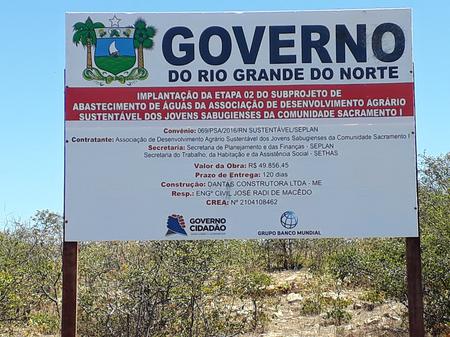 GOVERNO
DO RIO GRANDE DO NORTE
IMPLANTAÇÃO DA ETAPA 02 DO SUBPROJETO DE
ABASTECIMENTO DE ÁGUAS DA ASSOCIAÇÃO DE DESENVOLVIMENTO AGRÁRIO
SUSTENTÁVEL DOS JOVENS SABUGIENSES DA COMUNIDADE SACRAMENTO I
Convênio: 069/PSA/2016/RN SUSTENTÁVEL/SEPLAN
Contratante: Associação de Desenvolvimento Agrário Sustentável dos Jovens Sabugienses da Comunidade Sacramento I
Secretaria: Secretaria de Planejamento e das Finanças - SEPLAN
Secretaria do Trabalho, da Habitação e da Assistência Social - SETHAS
Valor da Obra: R$ 49.856,45
Prazo de Entrega: 120 dias
Construção: DANTAS CONSTRUTORA LTDA - ME
Resp.: ENGº CIVIL JOSÉ RADI DE MACÊDO
CREA: Nº 2104108462
GOVERNO
CIDADÃO
GRUPO BANCO MUNDIAL